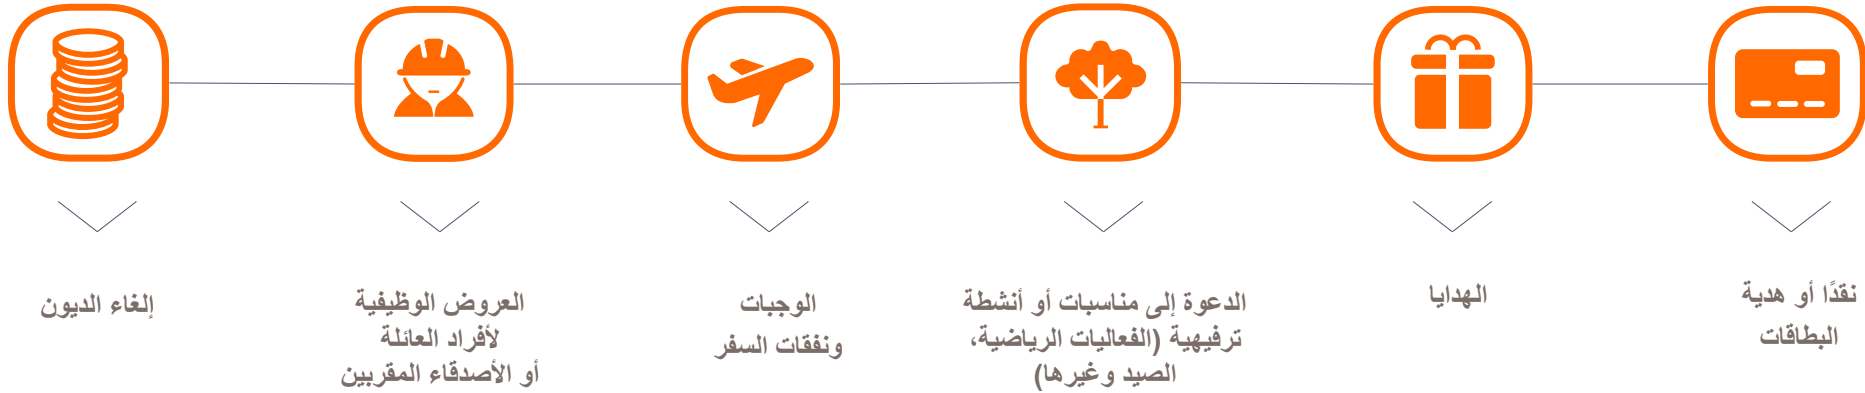 نقدًا أو هدية
البطاقات
الهدايا
الدعوة إلى مناسبات أو أنشطة
ترفيهية (الفعاليات الرياضية،
الصيد وغيرها)
الوجبات
ونفقات السفر
العروض الوظيفية
لأفراد العائلة
أو الأصدقاء المقربين
إلغاء الديون